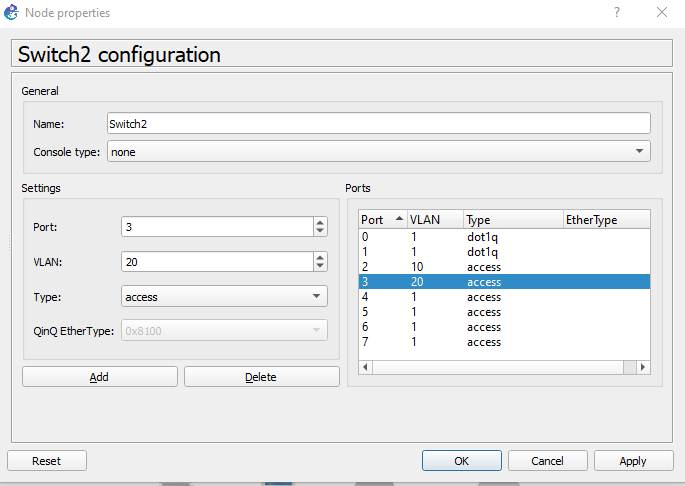 Node properties
?
Switch2 configuration
General
Name: Switch2
Console type: none
Settings
Port: 3
VLAN: 20
Type: access
QinQ EtherType: 0x8100
Add Delete
Ports
Port VLAN Type EtherType
0 1 dot1q
1 1 dot1q
2 10 access
3 20 access
4 1 access
5 1 access
6 1 access
7 1 access
Reset OK Cancel Apply